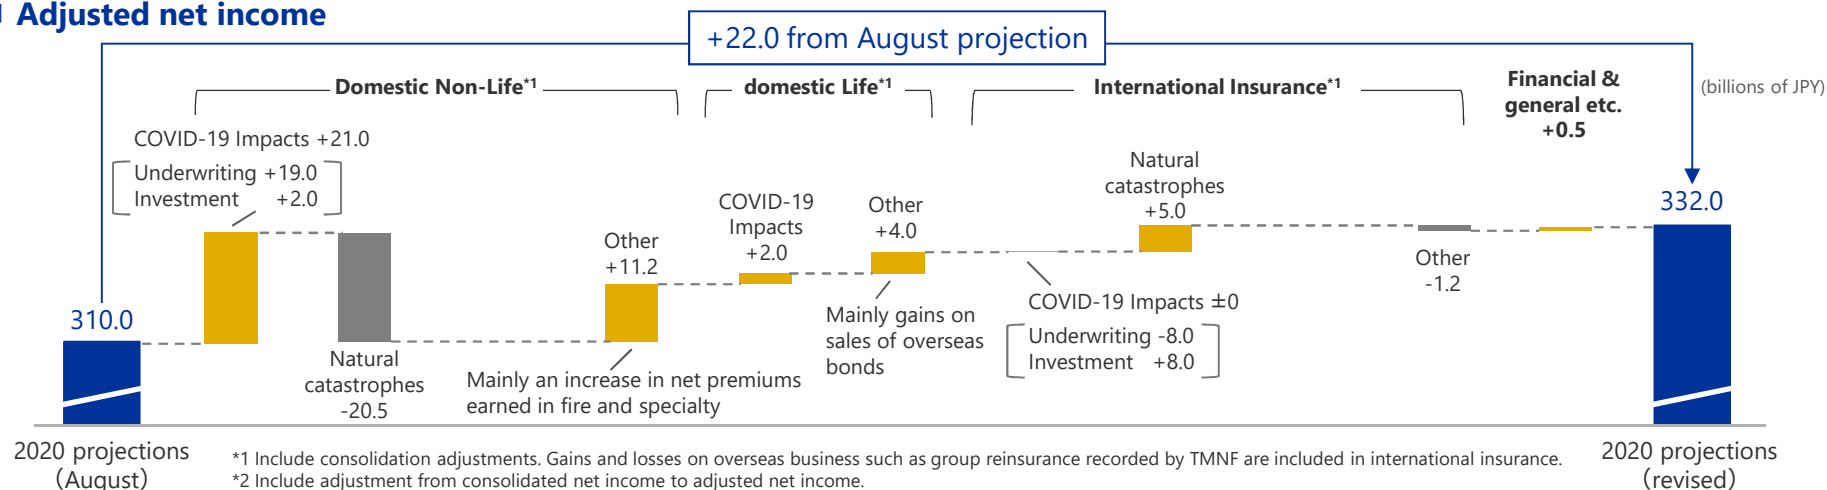 Adjusted net income
+22.0 from August projection
(billions of JPY)
Domestic Non-Life*1
domestic Life*1
International Insurance*1
Financial &
general etc.
+0.5
COVID-19 Impacts +21.0
Underwriting +19.0
Investment +2.0
Natural
catastrophes
-20.5
Other
+11.2
Mainly an increase in net premiums
earned in fire and specialty
COVID-19
Impacts
+2.0
Other
+4.0
Mainly gains on
sales of overseas
bonds
COVID-19 Impacts ±0
Underwriting -8.0
Investment +8.0
Natural
catastrophes
+5.0
Other
-1.2
310.0
332.0
2020 projections
(August)
2020 projections
(revised)
*1 Include consolidation adjustments. Gains and losses on overseas business such as group reinsurance recorded by TMNF are included in international insurance.
*2 Include adjustment from consolidated net income to adjusted net income.